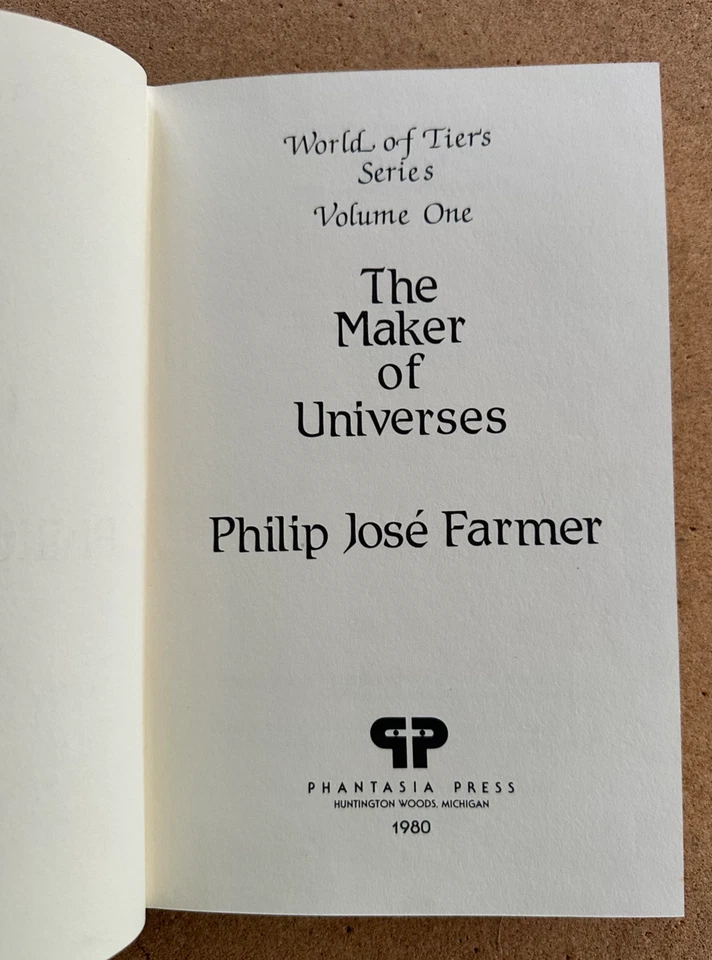 World of Tiers
Series
Volume One
The
Maker
of
Universes
Philip José Farmer
PP
PHANTASIA PRESS
HUNTINGTON WOODS, MICHIGAN
1980